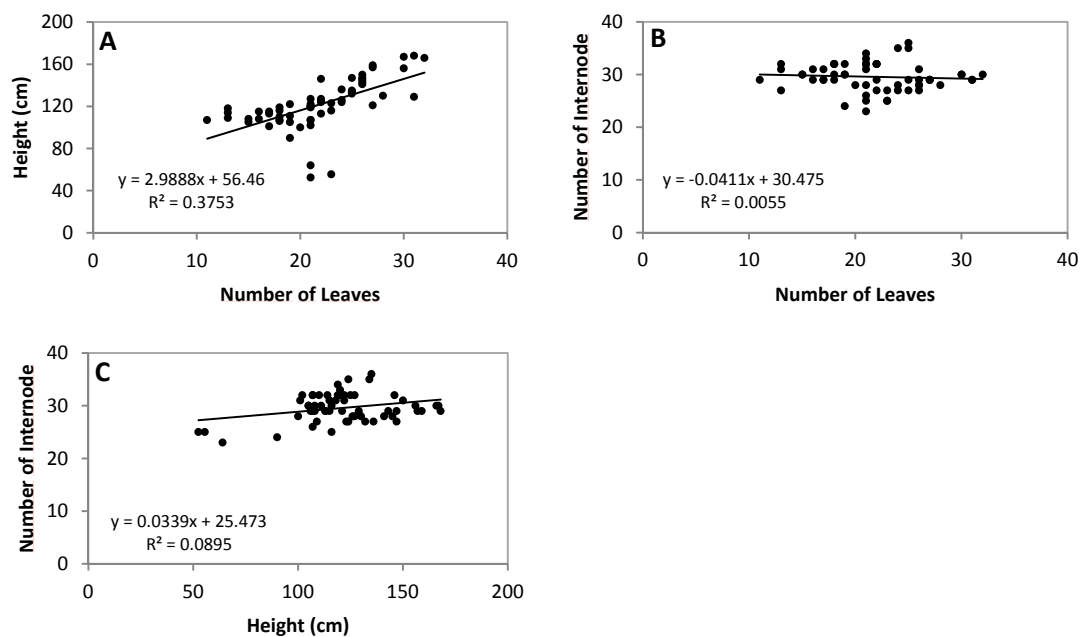 A
Height (cm)
200
160
120
80
40
0
y = 2.9888x + 56.46
R² = 0.3753
0 10 20 30 40
Number of Leaves
B
Number of Internode
40
30
20
10
0
y = -0.0411x + 30.475
R² = 0.0055
0 10 20 30 40
Number of Leaves
C
Number of Internode
40
30
20
10
0
y = 0.0339x + 25.473
R² = 0.0895
0 50 100 150 200
Height (cm)